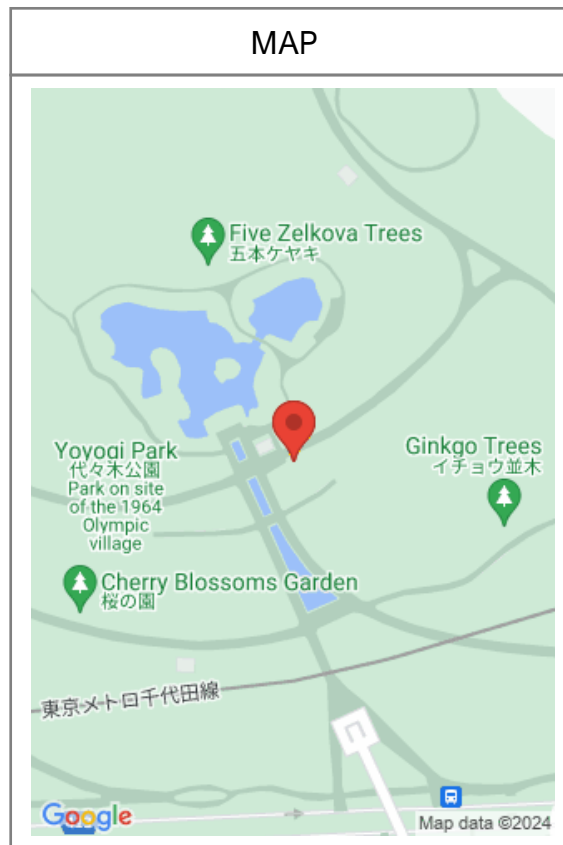 MAP
Five Zelkova Trees
五本ケヤキ
Yoyogi Park
代々木公園
Park on site
of the 1964
Olympic
village
Ginkgo Trees
イチョウ並木
Cherry Blossoms Garden
桜の園
東京メトロ千代田線
Google
Map data ©2024